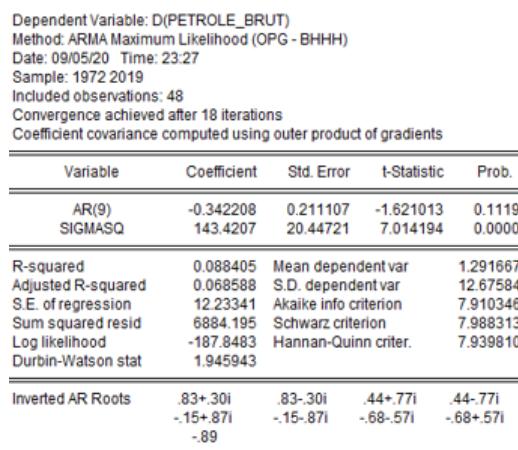 Dependent Variable: D(PETROLE_BRUT)
Method: ARMA Maximum Likelihood (OPG - BHHH)
Date: 09/05/20 Time: 23:27
Sample: 1972 2019
Included observations: 48
Convergence achieved after 18 iterations
Coefficient covariance computed using outer product of gradients
Variable Coefficient Std. Error t-Statistic Prob.
AR(9) -0.342208 0.211107 -1.621013 0.1119
SIGMASQ 143.4207 20.44721 7.014194 0.0000
R-squared 0.088405 Mean dependent var 1.291667
Adjusted R-squared 0.068588 S.D. dependent var 12.67584
S.E. of regression 12.23341 Akaike info criterion 7.910346
Sum squared resid 6884.195 Schwarz criterion 7.988313
Log likelihood -187.8483 Hannan-Quinn criter. 7.939810
Durbin-Watson stat 1.945943
Inverted AR Roots .83+.30i .83-.30i .44+.77i .44-.77i
-.15+.87i -.15-.87i -.68-.57i -.68+.57i
-.89